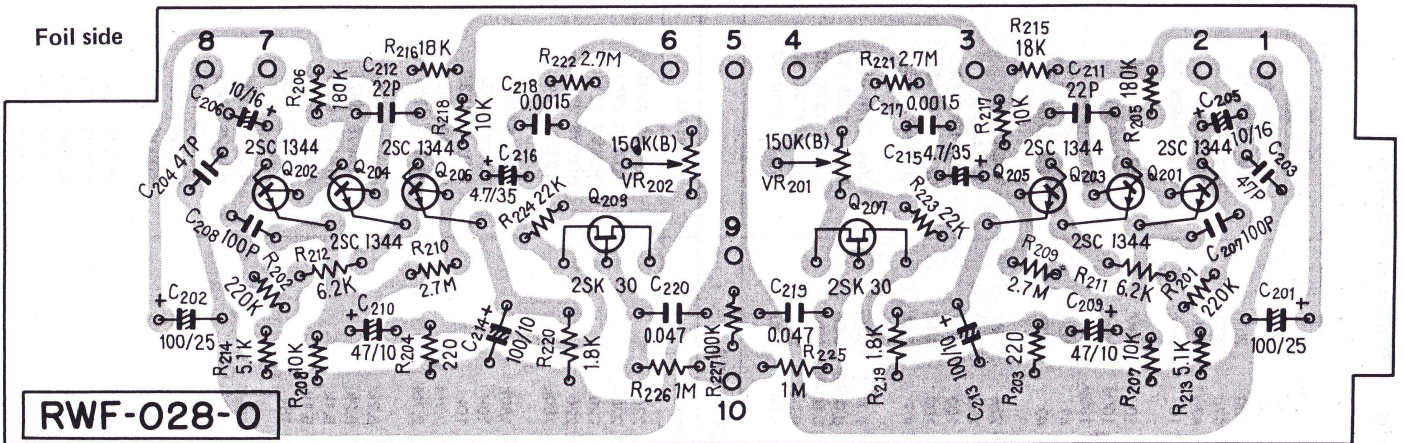 Foil side
8 7 6 5 4 3 2 1
R216 18K
R222 2.7M
R221 2.7M
R215
18K
C206 10/16 +
R206 180K
C212
22P
R218 10K
C218
0.0015
C217 0.0015
R217 10K
C211
22P
R205 180K
C205
+
10/16
C204 47P
2SC 1344
Q202
Q204
2SC 1344
Q206
+ C216
4.7/35
150K(B)
VR202
150K(B)
VR201
C215 4.7/35 +
2SC 1344
Q205
Q203
2SC 1344
Q201
C203
47P
C208 100P
2SC 1344
R224 22K
Q208
2SK 30
9
Q207
2SK 30
R223 22K
2SC 1344
C207 100P
R202
220K
R212
6.2K
R210
2.7M
R209
2.7M
R211 6.2K
R201
220K
+ C202
100/25
+ C210
47/10
C214 + 100/10
C220
0.047
C219
0.047
C213 100/10 +
C209 +
47/10
C201 +
100/25
R214 5.1K
R208 10K
R204 220
R220 1.8K
R226 1M
R227 100K
R225
1M
R219 1.8K
R203 220
R207 10K
R213 5.1K
10
RWF-028-0